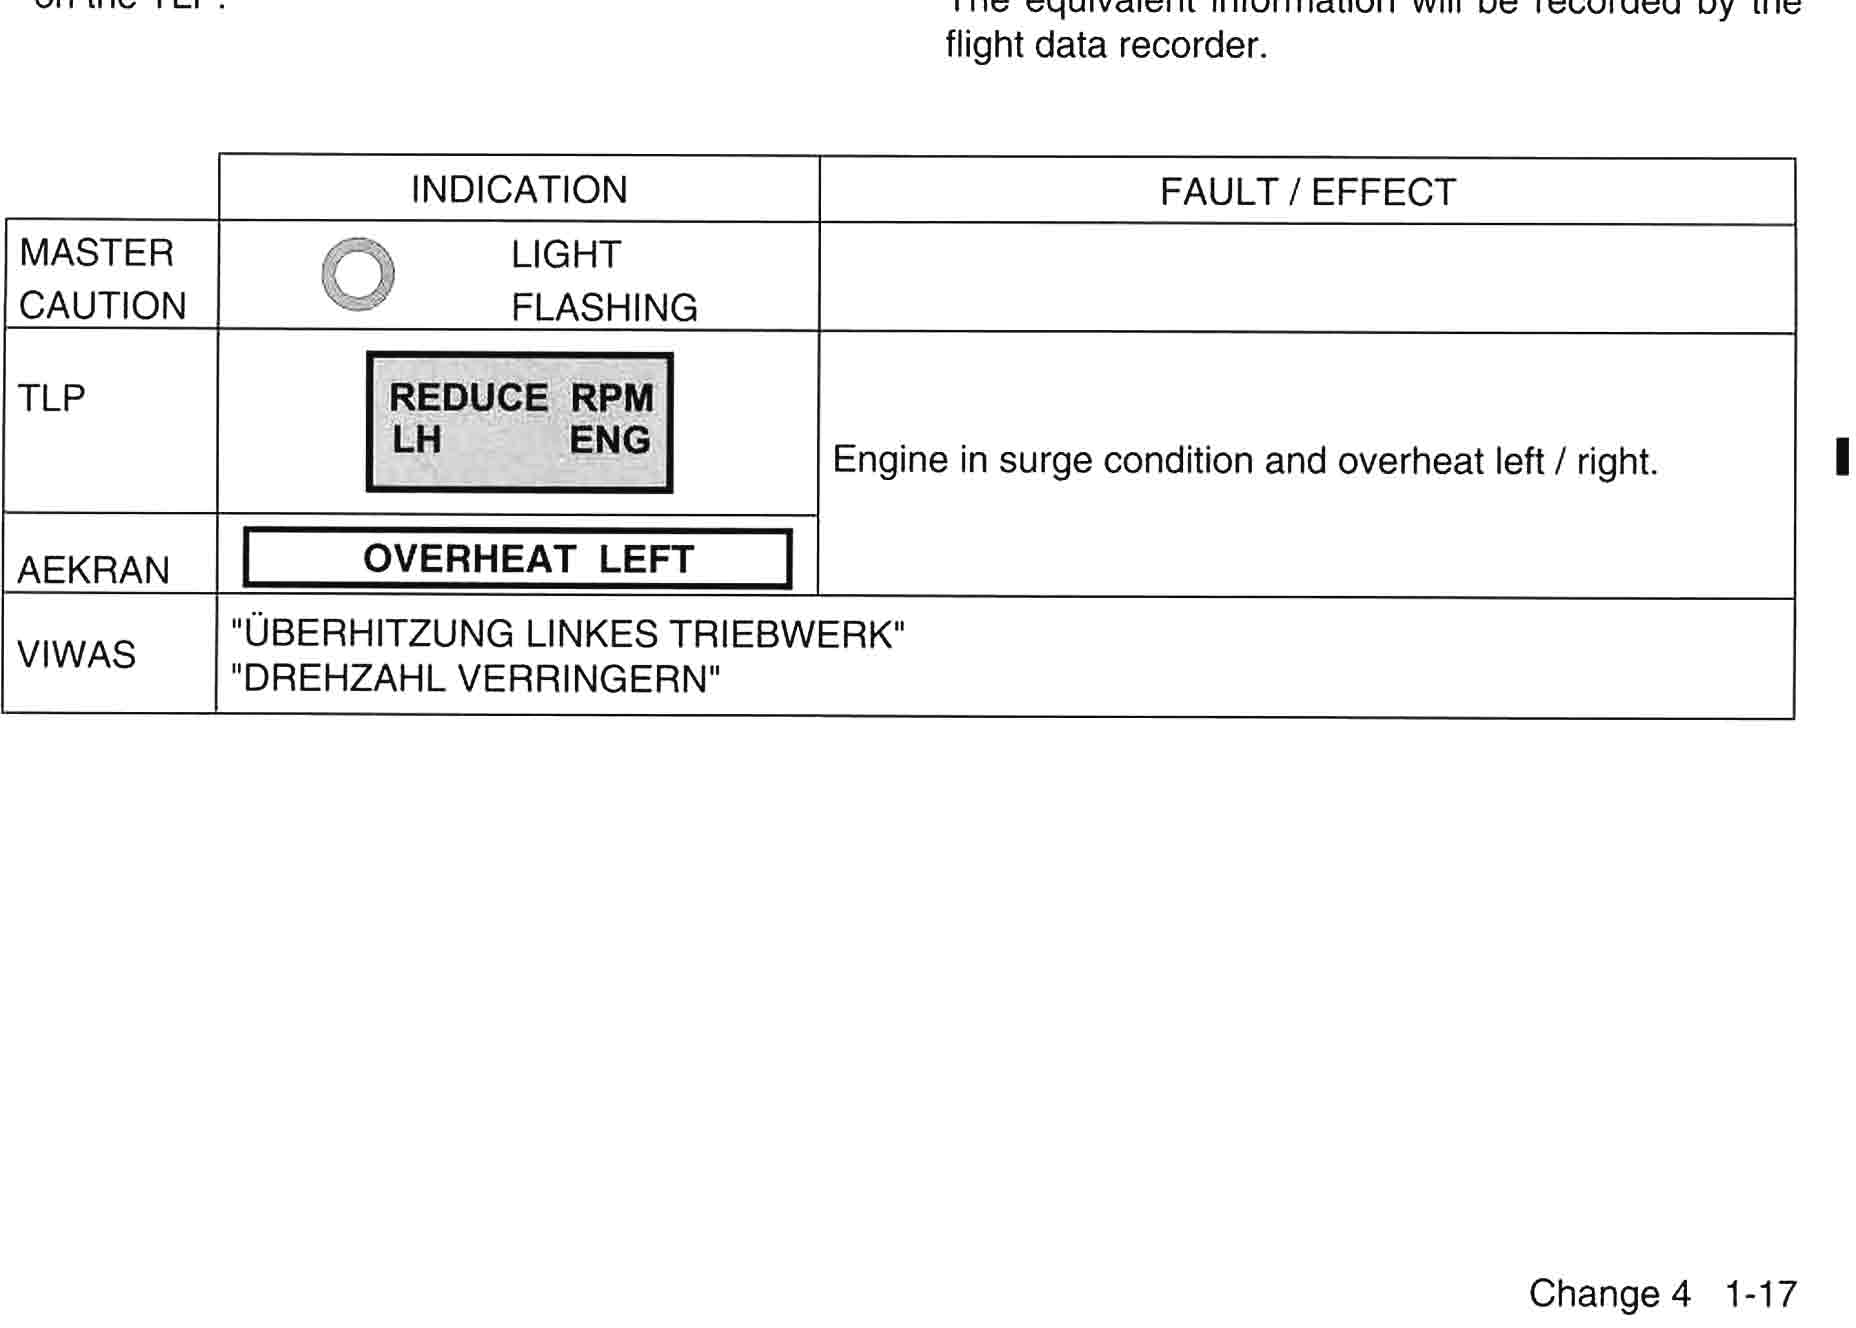 on the TLP.
The equivalent information will be recorded by the
flight data recorder.
INDICATION
FAULT / EFFECT
MASTER
CAUTION
LIGHT
FLASHING
TLP
REDUCE RPM
LH ENG
Engine in surge condition and overheat left / right.
AEKRAN
OVERHEAT LEFT
VIWAS
"ÜBERHITZUNG LINKES TRIEBWERK"
"DREHZAHL VERRINGERN"
Change 4 1-17